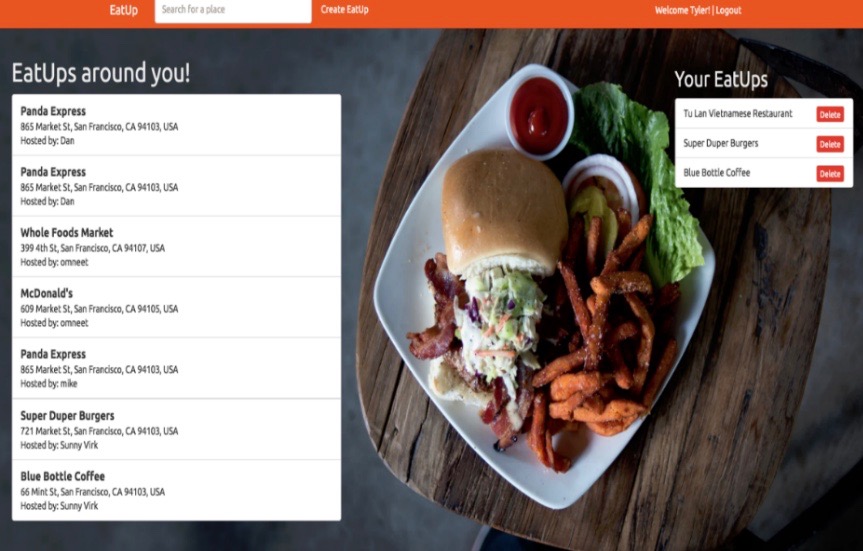 EatUp
Search for a place
Create EatUp
Welcome Tyler! | Logout
EatUps around you!
Panda Express
865 Market St, San Francisco, CA 94103, USA
Hosted by: Dan
Panda Express
865 Market St, San Francisco, CA 94103, USA
Hosted by: Dan
Whole Foods Market
399 4th St, San Francisco, CA 94107, USA
Hosted by: omneet
McDonald's
609 Market St, San Francisco, CA 94105, USA
Hosted by: omneet
Panda Express
865 Market St, San Francisco, CA 94103, USA
Hosted by: mike
Super Duper Burgers
721 Market St, San Francisco, CA 94103, USA
Hosted by: Sunny Virk
Blue Bottle Coffee
66 Mint St, San Francisco, CA 94103, USA
Hosted by: Sunny Virk
Your EatUps
Tu Lan Vietnamese Restaurant Delete
Super Duper Burgers Delete
Blue Bottle Coffee Delete